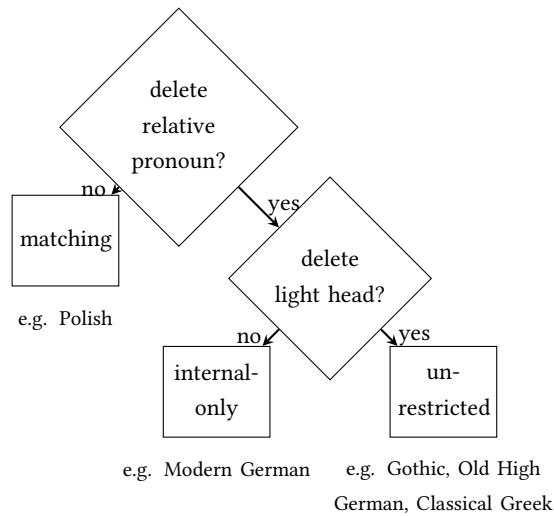 delete
relative
pronoun?
no
yes
matching
e.g. Polish
delete
light head?
no
yes
internal-
only
un-
restricted
e.g. Modern German
e.g. Gothic, Old High
German, Classical Greek